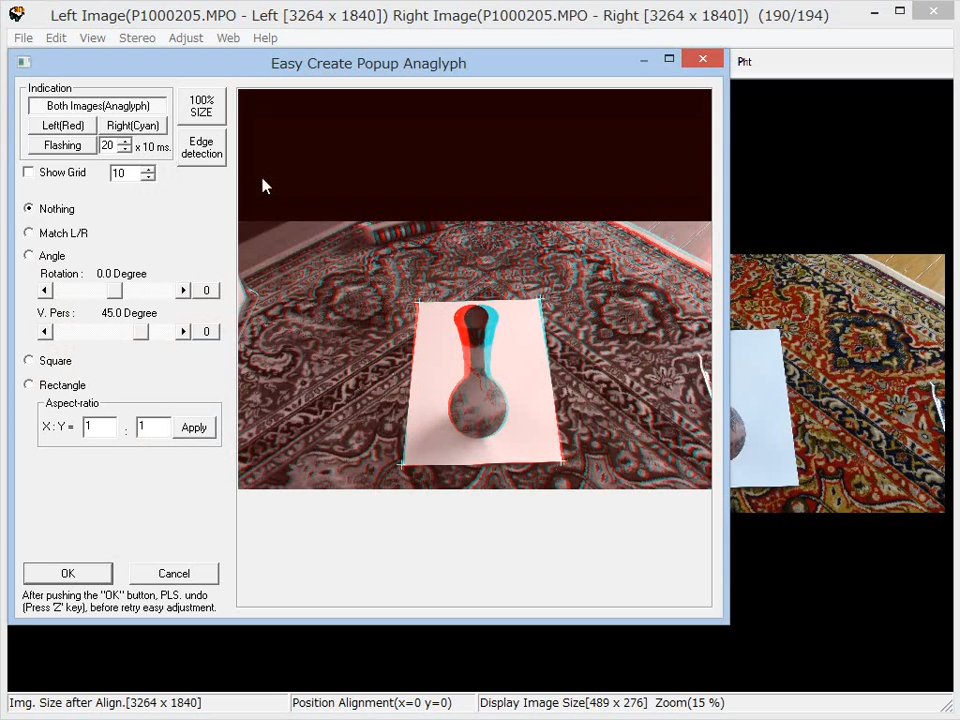 Left Image(P1000205.MPO - Left [3264 x 1840]) Right Image(P1000205.MPO - Right [3264 x 1840]) (190/194)
File Edit View Stereo Adjust Web Help
Easy Create Popup Anaglyph
Pht
Indication
Both Images(Anaglyph)
Left(Red) Right(Cyan)
Flashing 20 x 10 ms.
100% SIZE
Edge detection
Show Grid 10
Nothing
Match L/R
Angle
Rotation : 0.0 Degree
0
V. Pers : 45.0 Degree
0
Square
Rectangle
Aspect-ratio
X : Y = 1 : 1 Apply
OK Cancel
After pushing the "OK" button, PLS. undo
(Press 'Z' key), before retry easy adjustment.
Img. Size after Align.[3264 x 1840] Position Alignment(x=0 y=0) Display Image Size[489 x 276] Zoom(15 %)